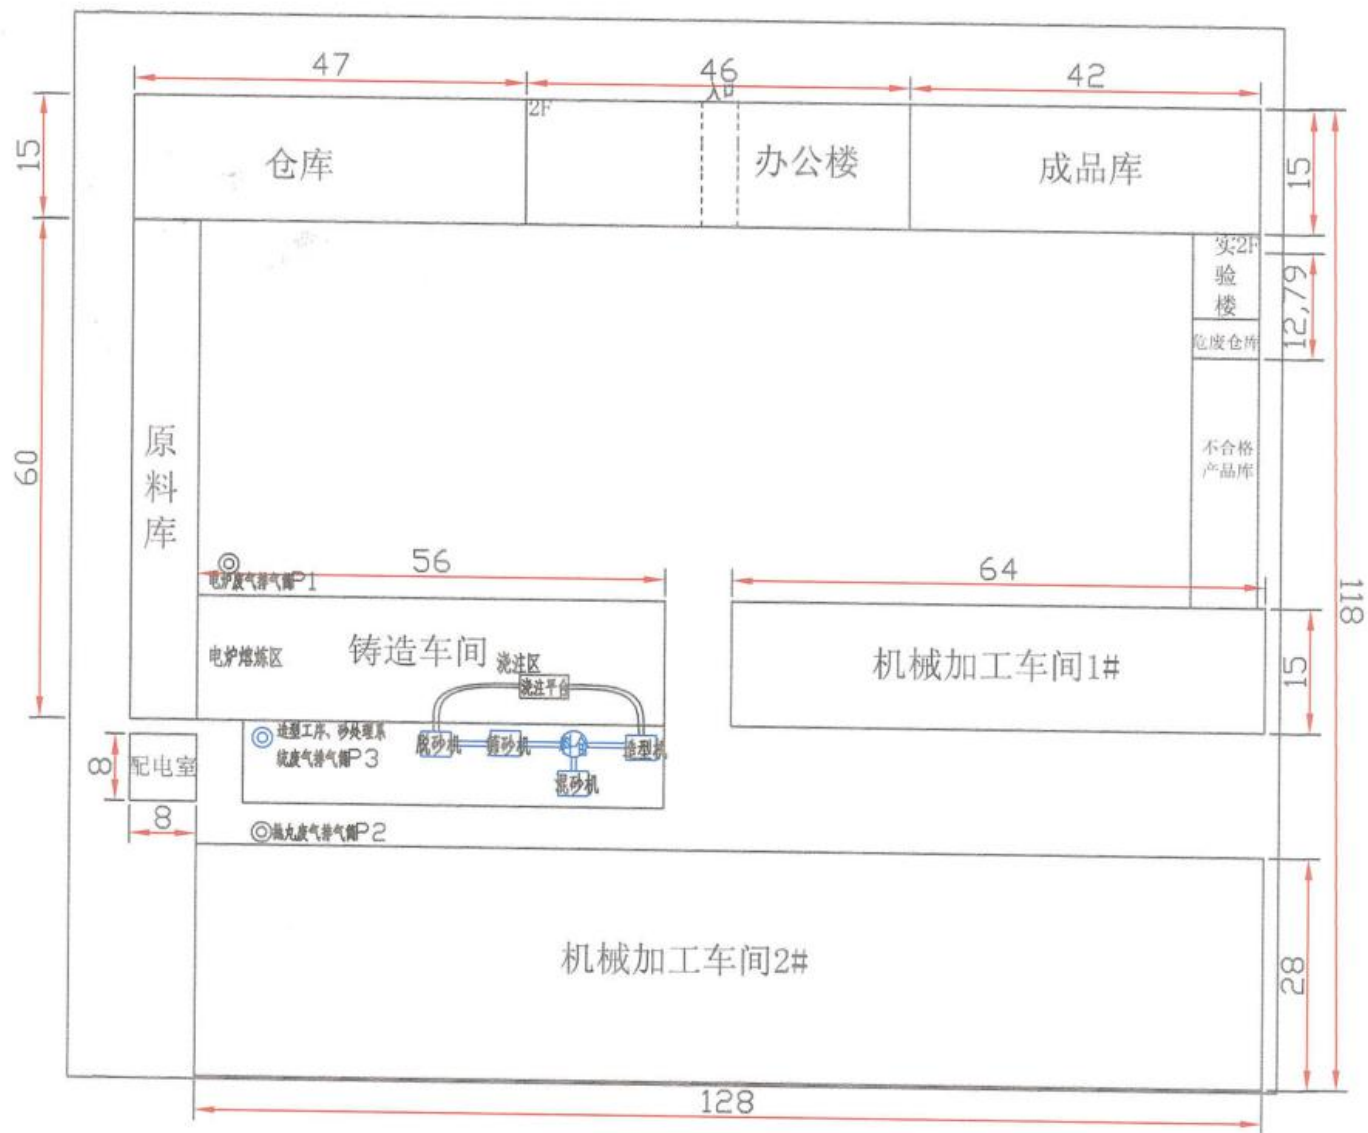 47
46
42
入口
2F
15
仓库
办公楼
成品库
15
实2F
验
楼
12,79
危废仓库
60
原
料
库
不合格
产品库
56
64
118
电炉废气排气筒P1
电炉熔炼区
铸造车间
浇注区
浇注平台
机械加工车间1#
15
造型工序、砂处理系
统废气排气筒P3
脱砂机
筛砂机
造型机
混砂机
8
配电室
8
抛丸废气排气筒P2
机械加工车间2#
28
128